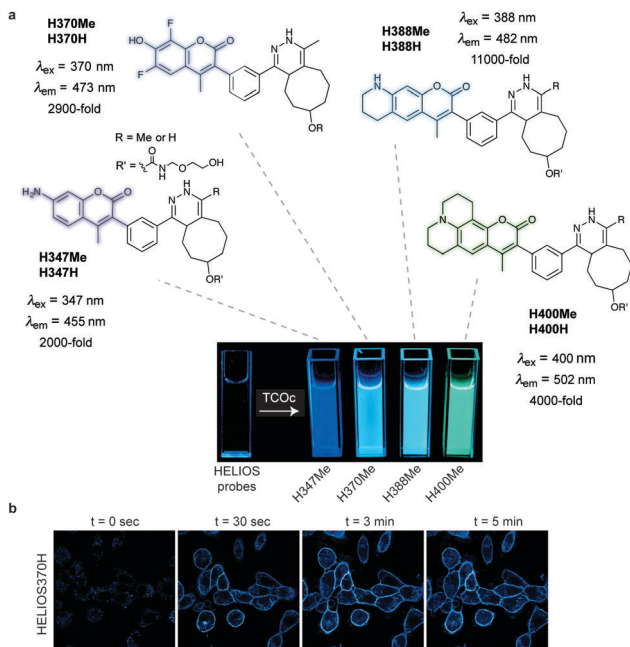 a
H370Me
H370H
λex = 370 nm
λem = 473 nm
2900-fold
F
HO
O
O
F
N
H
N
OR
H388Me
H388H
λex = 388 nm
λem = 482 nm
11000-fold
H
N
O
O
N
H
N
R
OR'
R = Me or H
R' =
O
N
H
O
OH
H2N
O
O
N
H
N
R
OR'
H347Me
H347H
λex = 347 nm
λem = 455 nm
2000-fold
N
O
O
N
H
N
R
OR'
H400Me
H400H
λex = 400 nm
λem = 502 nm
4000-fold
TCOc
HELIOS
probes
H347Me
H370Me
H388Me
H400Me
b
t = 0 sec
t = 30 sec
t = 3 min
t = 5 min
HELIOS370H